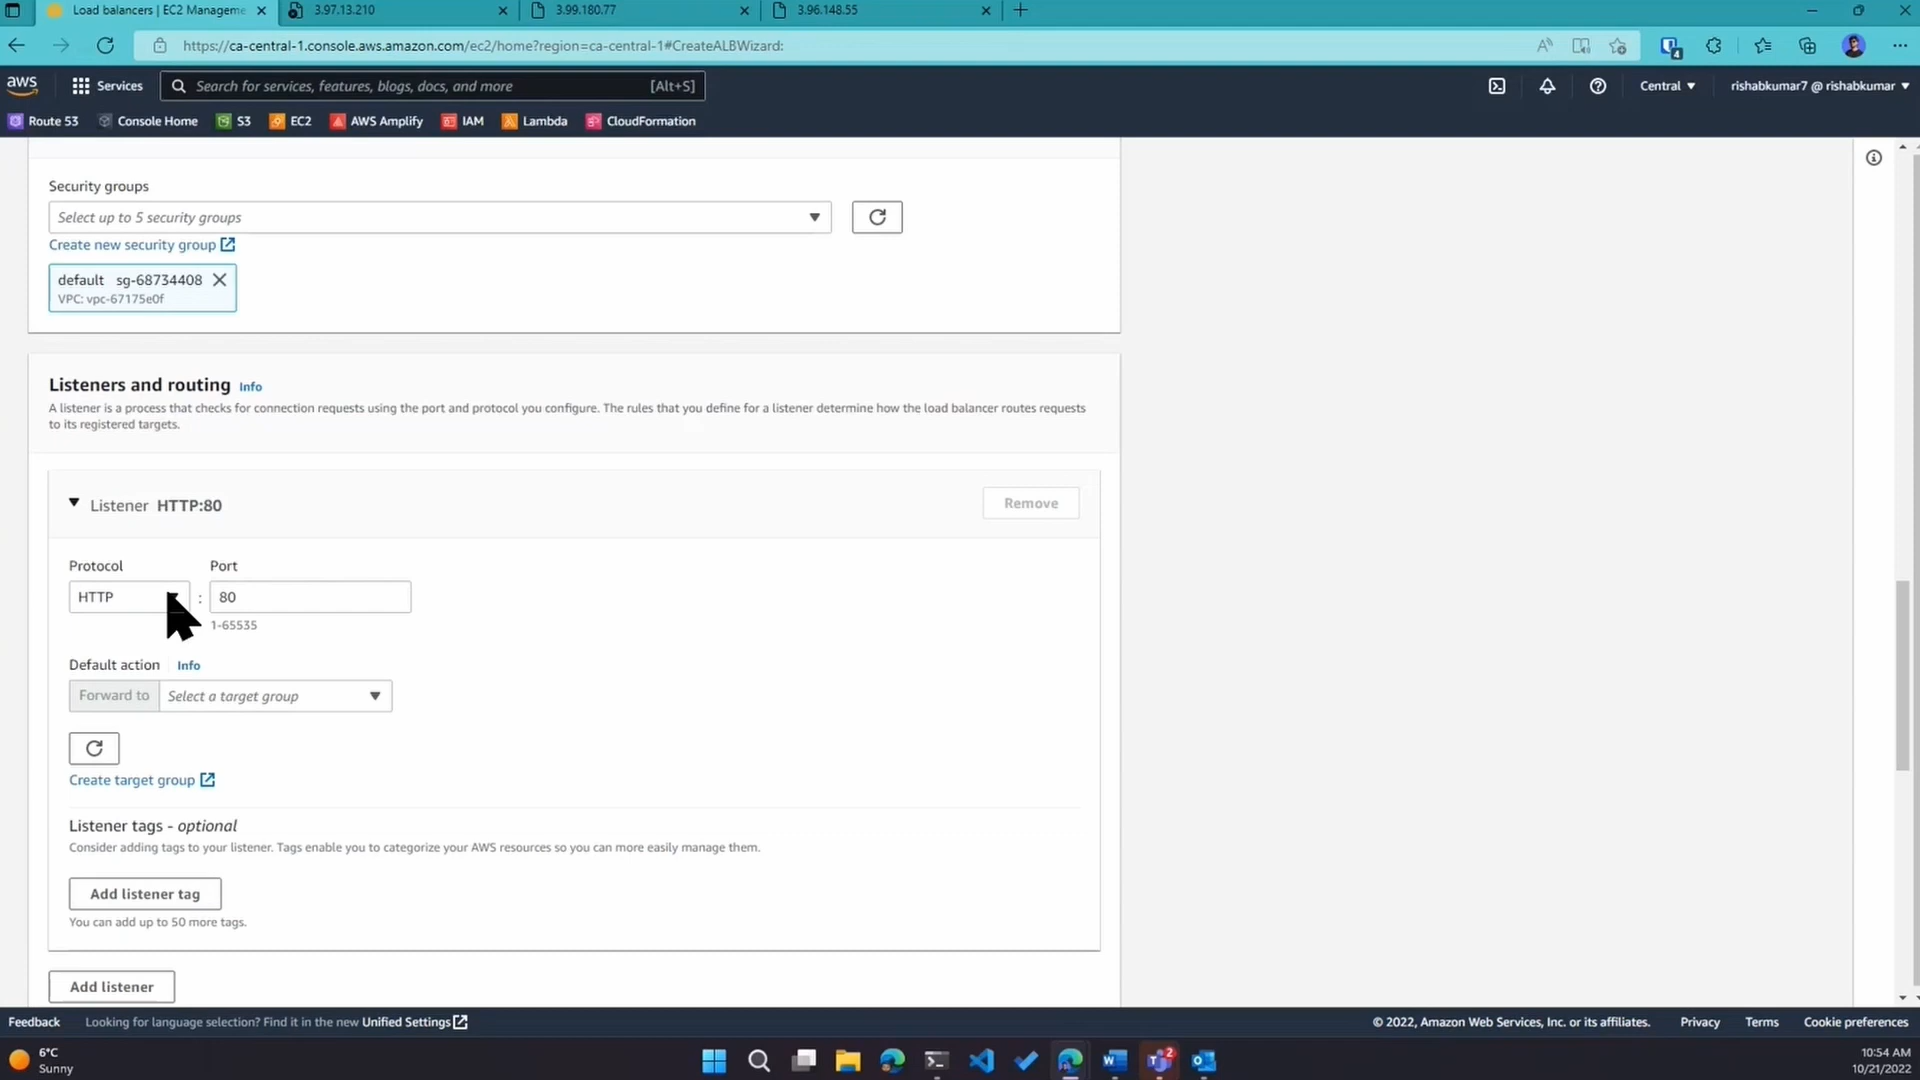 Load balancers | EC2 Manageme
3.97.13.210
3.99.180.77
3.96.148.55
https://ca-central-1.console.aws.amazon.com/ec2/home?region=ca-central-1#CreateALBWizard:
4
aws
Services
Search for services, features, blogs, docs, and more
[Alt+S]
Central
rishabkumar7 @ rishabkumar
Route 53
Console Home
S3
EC2
AWS Amplify
IAM
Lambda
CloudFormation
Security groups
Select up to 5 security groups
Create new security group
default sg-68734408
VPC: vpc-67175e0f
Listeners and routing Info
A listener is a process that checks for connection requests using the port and protocol you configure. The rules that you define for a listener determine how the load balancer routes requests
to its registered targets.
Listener HTTP:80
Remove
Protocol
Port
HTTP
:
80
1-65535
Default action Info
Forward to
Select a target group
Create target group
Listener tags - optional
Consider adding tags to your listener. Tags enable you to categorize your AWS resources so you can more easily manage them.
Add listener tag
You can add up to 50 more tags.
Add listener
Feedback
Looking for language selection? Find it in the new Unified Settings
© 2022, Amazon Web Services, Inc. or its affiliates.
Privacy
Terms
Cookie preferences
6°C
Sunny
2
10:54 AM
10/21/2022